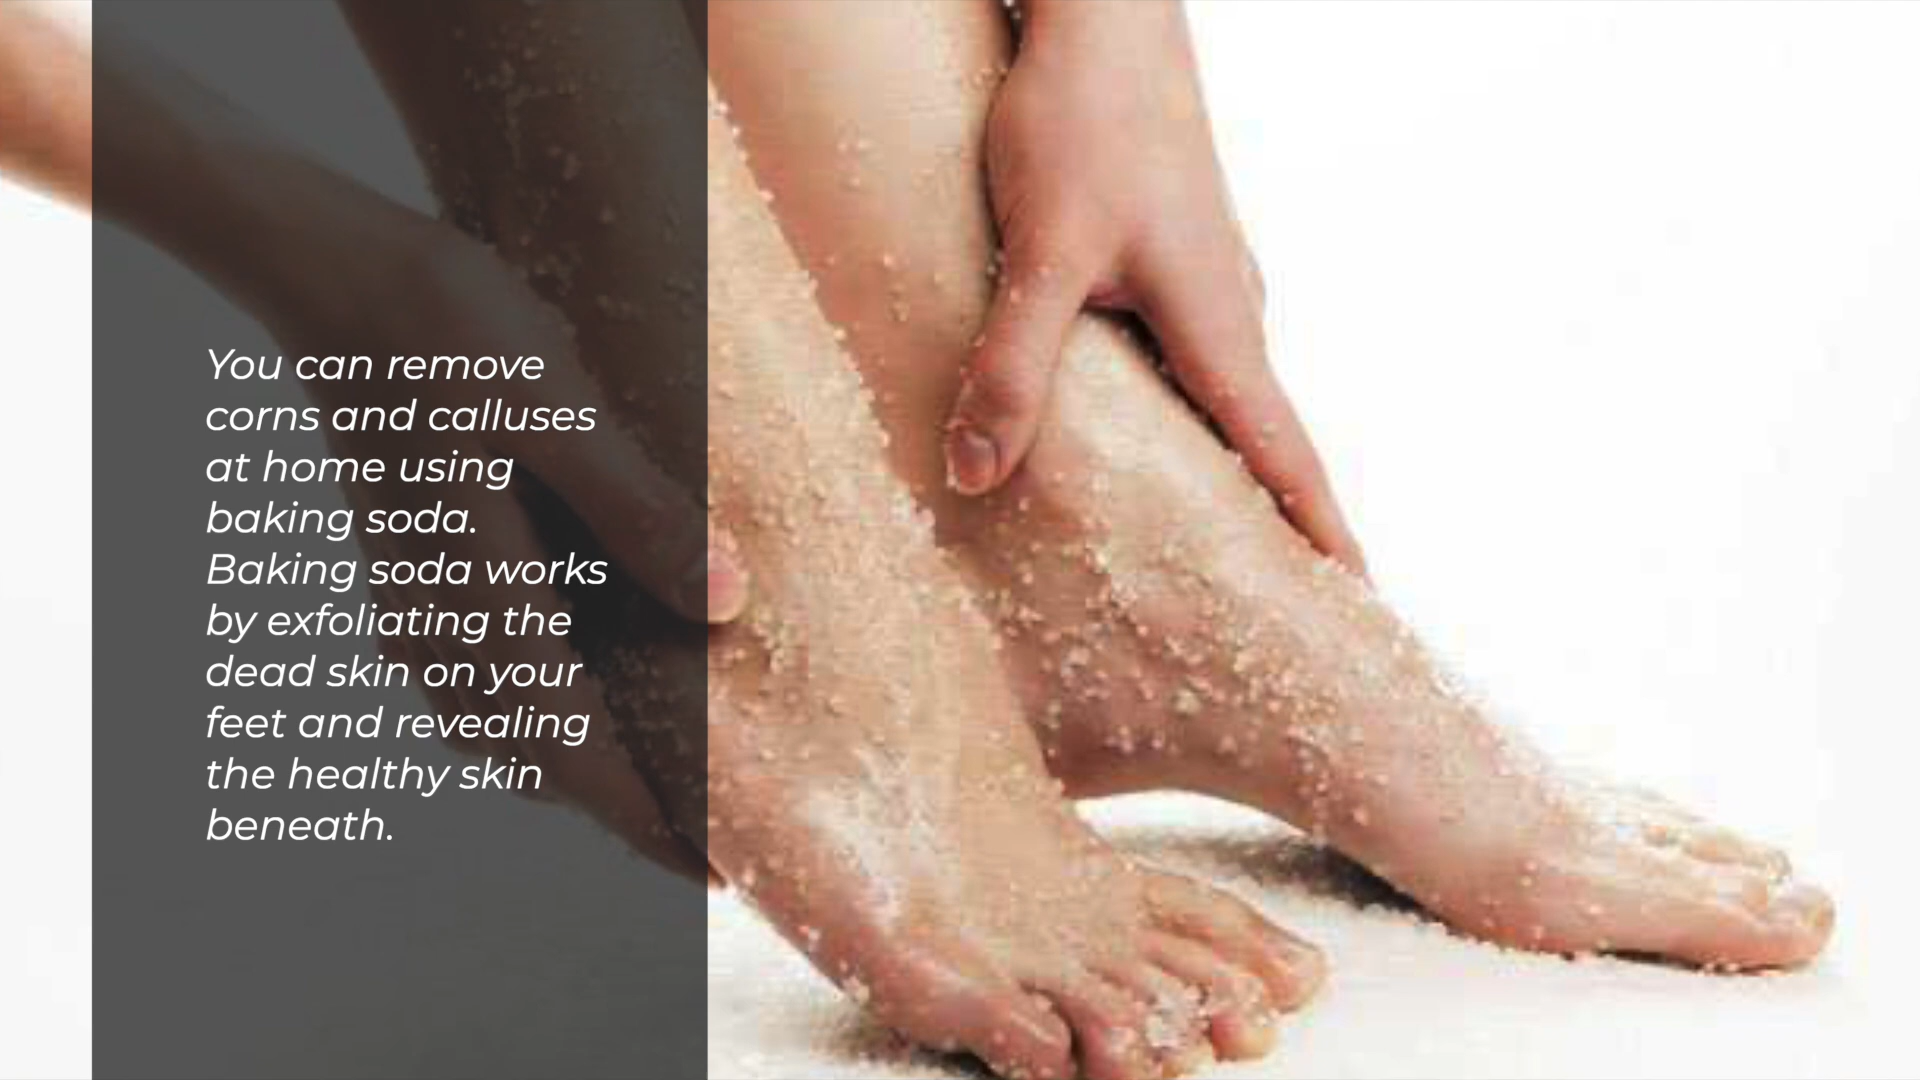 You can remove
corns and calluses
at home using
baking soda.
Baking soda works
by exfoliating the
dead skin on your
feet and revealing
the healthy skin
beneath.